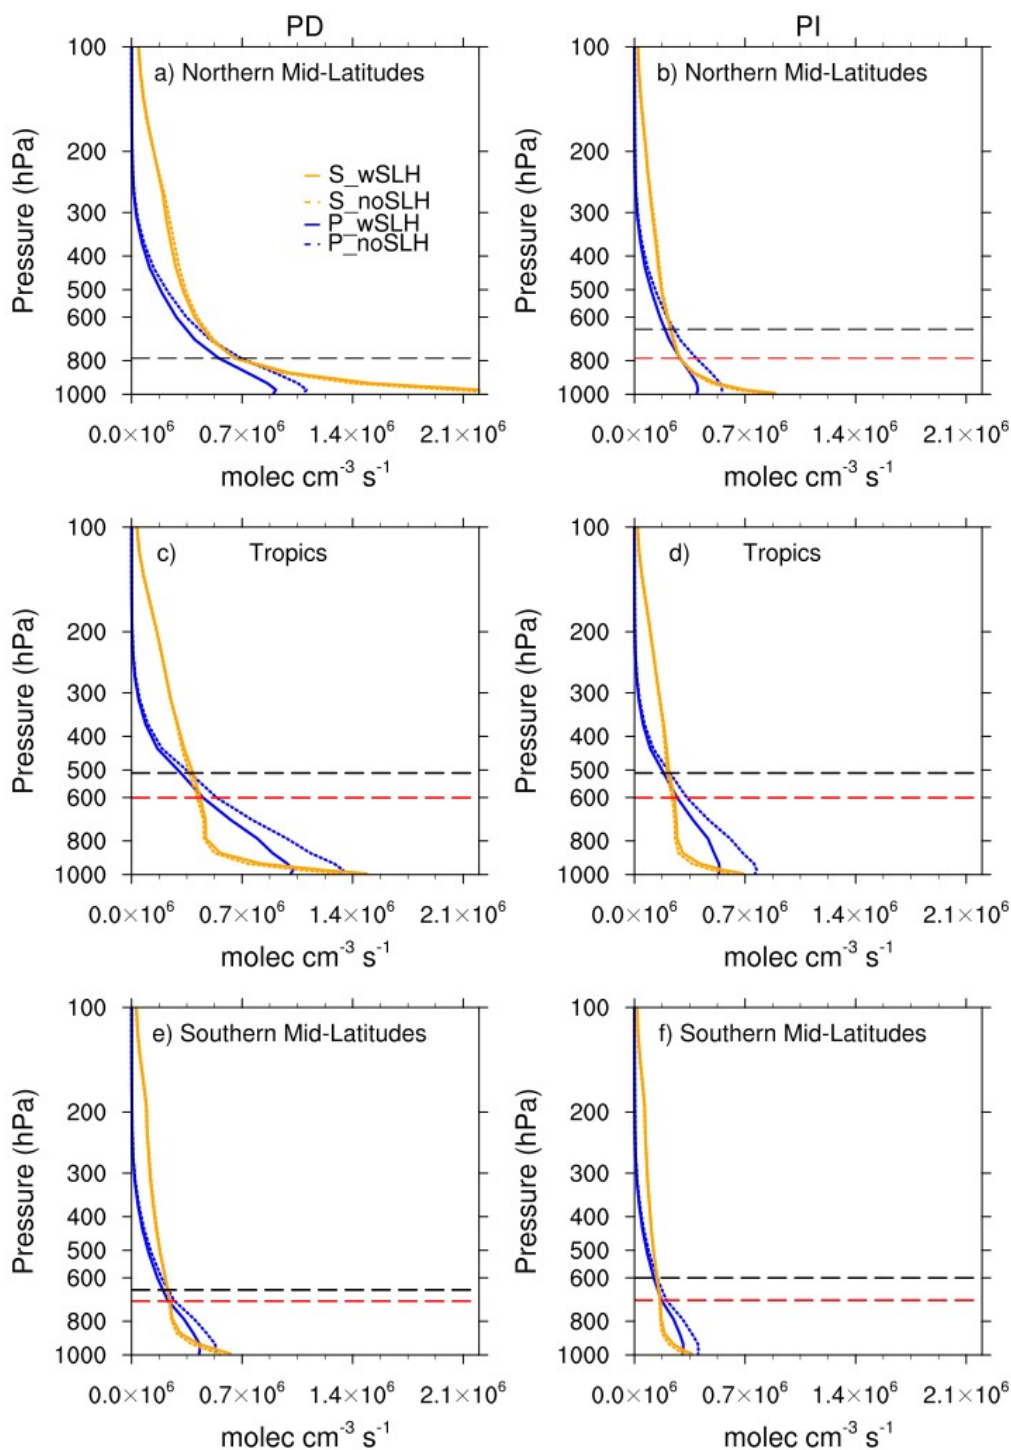 PD
PI
a) Northern Mid-Latitudes
b) Northern Mid-Latitudes
S_wSLH
S_noSLH
P_wSLH
P_noSLH
Pressure (hPa)
100
200
300
400
500
600
800
1000
0.0×10⁶ 0.7×10⁶ 1.4×10⁶ 2.1×10⁶
molec cm⁻³ s⁻¹
Pressure (hPa)
100
200
300
400
500
600
800
1000
0.0×10⁶ 0.7×10⁶ 1.4×10⁶ 2.1×10⁶
molec cm⁻³ s⁻¹
c) Tropics
Pressure (hPa)
100
200
300
400
500
600
800
1000
0.0×10⁶ 0.7×10⁶ 1.4×10⁶ 2.1×10⁶
molec cm⁻³ s⁻¹
d) Tropics
Pressure (hPa)
100
200
300
400
500
600
800
1000
0.0×10⁶ 0.7×10⁶ 1.4×10⁶ 2.1×10⁶
molec cm⁻³ s⁻¹
e) Southern Mid-Latitudes
Pressure (hPa)
100
200
300
400
500
600
800
1000
0.0×10⁶ 0.7×10⁶ 1.4×10⁶ 2.1×10⁶
molec cm⁻³ s⁻¹
f) Southern Mid-Latitudes
Pressure (hPa)
100
200
300
400
500
600
800
1000
0.0×10⁶ 0.7×10⁶ 1.4×10⁶ 2.1×10⁶
molec cm⁻³ s⁻¹